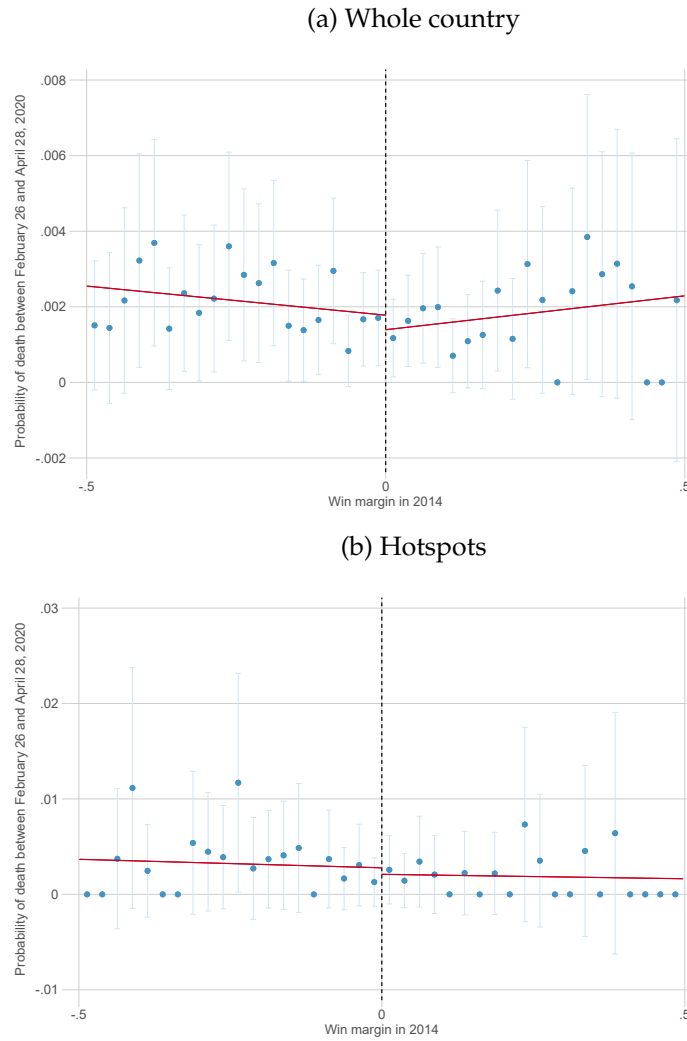 (a) Whole country
Probability of death between February 26 and April 28, 2020
.008
.006
.004
.002
0
-.002
-.5
0
.5
Win margin in 2014
(b) Hotspots
Probability of death between February 26 and April 28, 2020
.03
.02
.01
0
-.01
-.5
0
.5
Win margin in 2014